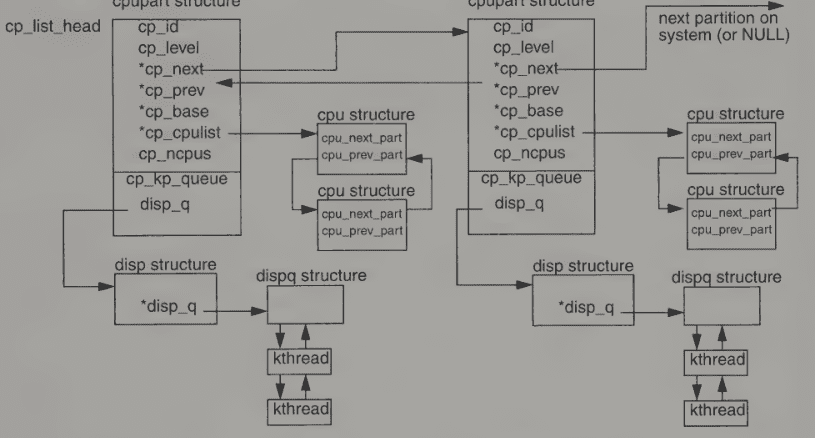 cpupart structure
cp_list_head
cp_id
cp_level
*cp_next
*cp_prev
*cp_base
*cp_cpulist
cp_ncpus
cp_kp_queue
disp_q
cpu structure
cpu_next_part
cpu_prev_part
cpu structure
cpu_next_part
cpu_prev_part
disp structure
*disp_q
dispq structure
kthread
kthread
cpupart structure
cp_id
cp_level
*cp_next
*cp_prev
*cp_base
*cp_cpulist
cp_ncpus
cp_kp_queue
disp_q
next partition on
system (or NULL)
cpu structure
cpu_next_part
cpu_prev_part
cpu structure
cpu_next_part
cpu_prev_part
disp structure
*disp_q
dispq structure
kthread
kthread